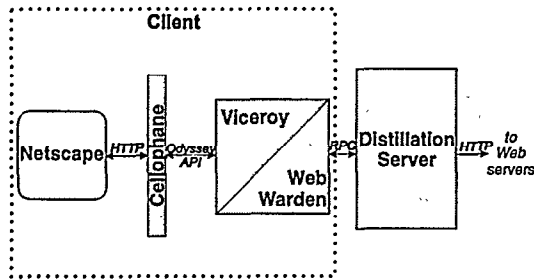 Client
Netscape
HTTP
Cellophane
Odyssey
API
Viceroy
Web
Warden
RPC
Distillation
Server
HTTP
to
Web
servers